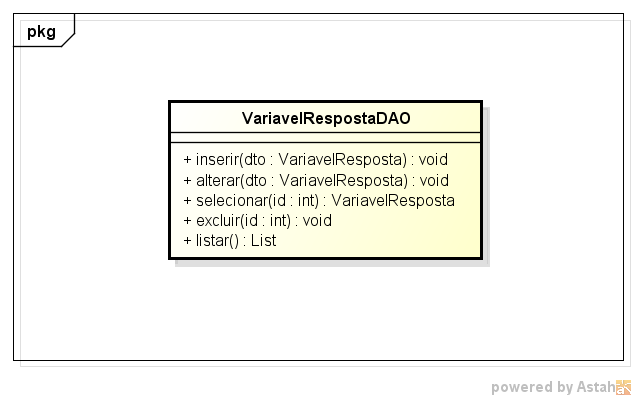 pkg
VariavelRespostaDAO
+ inserir(dto : VariavelResposta) : void
+ alterar(dto : VariavelResposta) : void
+ selecionar(id : int) : VariavelResposta
+ excluir(id : int) : void
+ listar() : List
powered by Astah